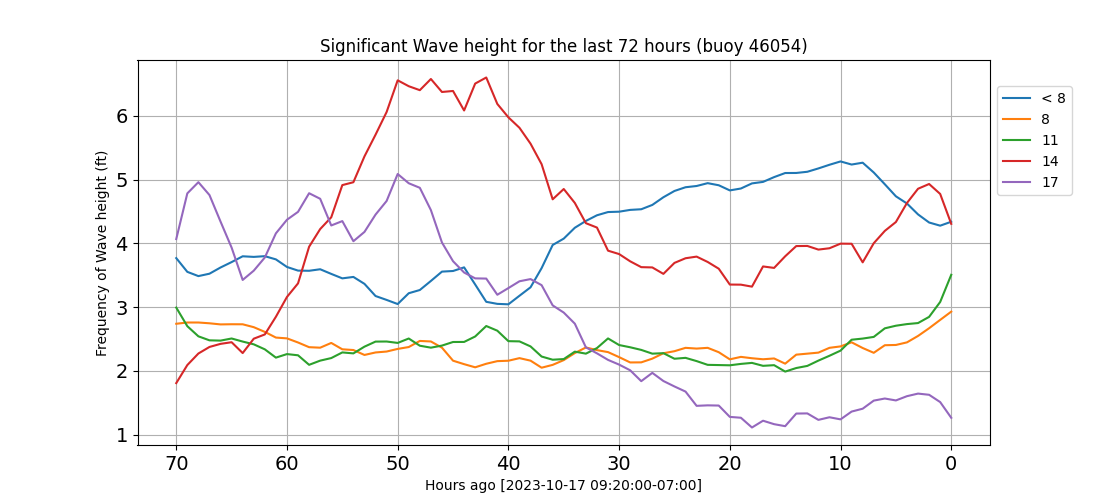 Significant Wave height for the last 72 hours (buoy 46054)
Frequency of Wave height (ft)
6
5
4
3
2
1
70 60 50 40 30 20 10 0
Hours ago [2023-10-17 09:20:00-07:00]
< 8
8
11
14
17